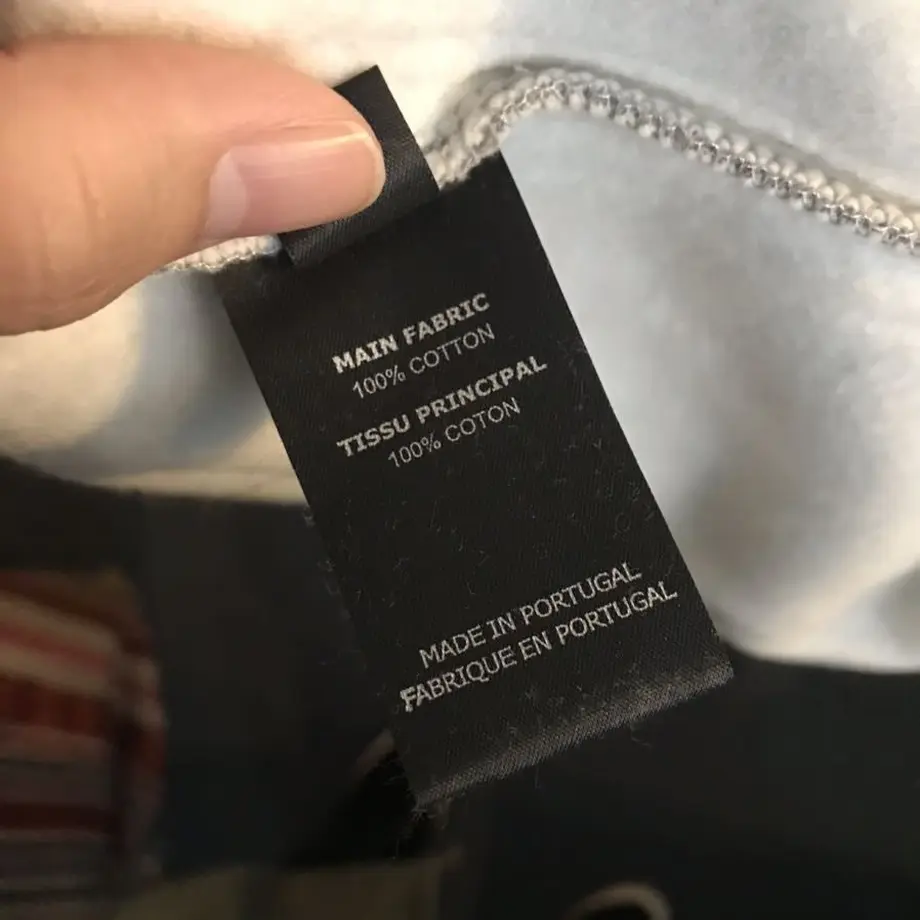 MAIN FABRIC
100% COTTON
TISSU PRINCIPAL
100% COTON
MADE IN PORTUGAL
FABRIQUE EN PORTUGAL